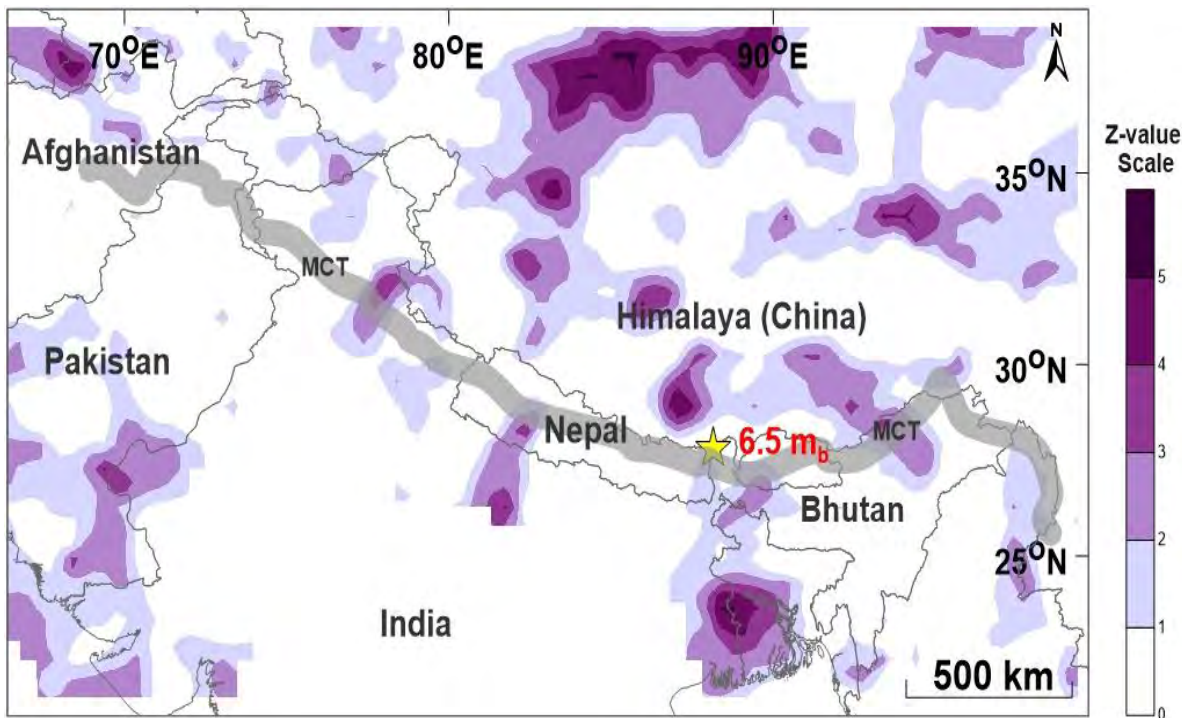 70°E
80°E
90°E
N
Z-value
Scale
Afghanistan
35°N
MCT
5
Himalaya (China)
4
Pakistan
30°N
3
Nepal
6.5 m_b
MCT
Bhutan
2
25°N
1
India
500 km
0